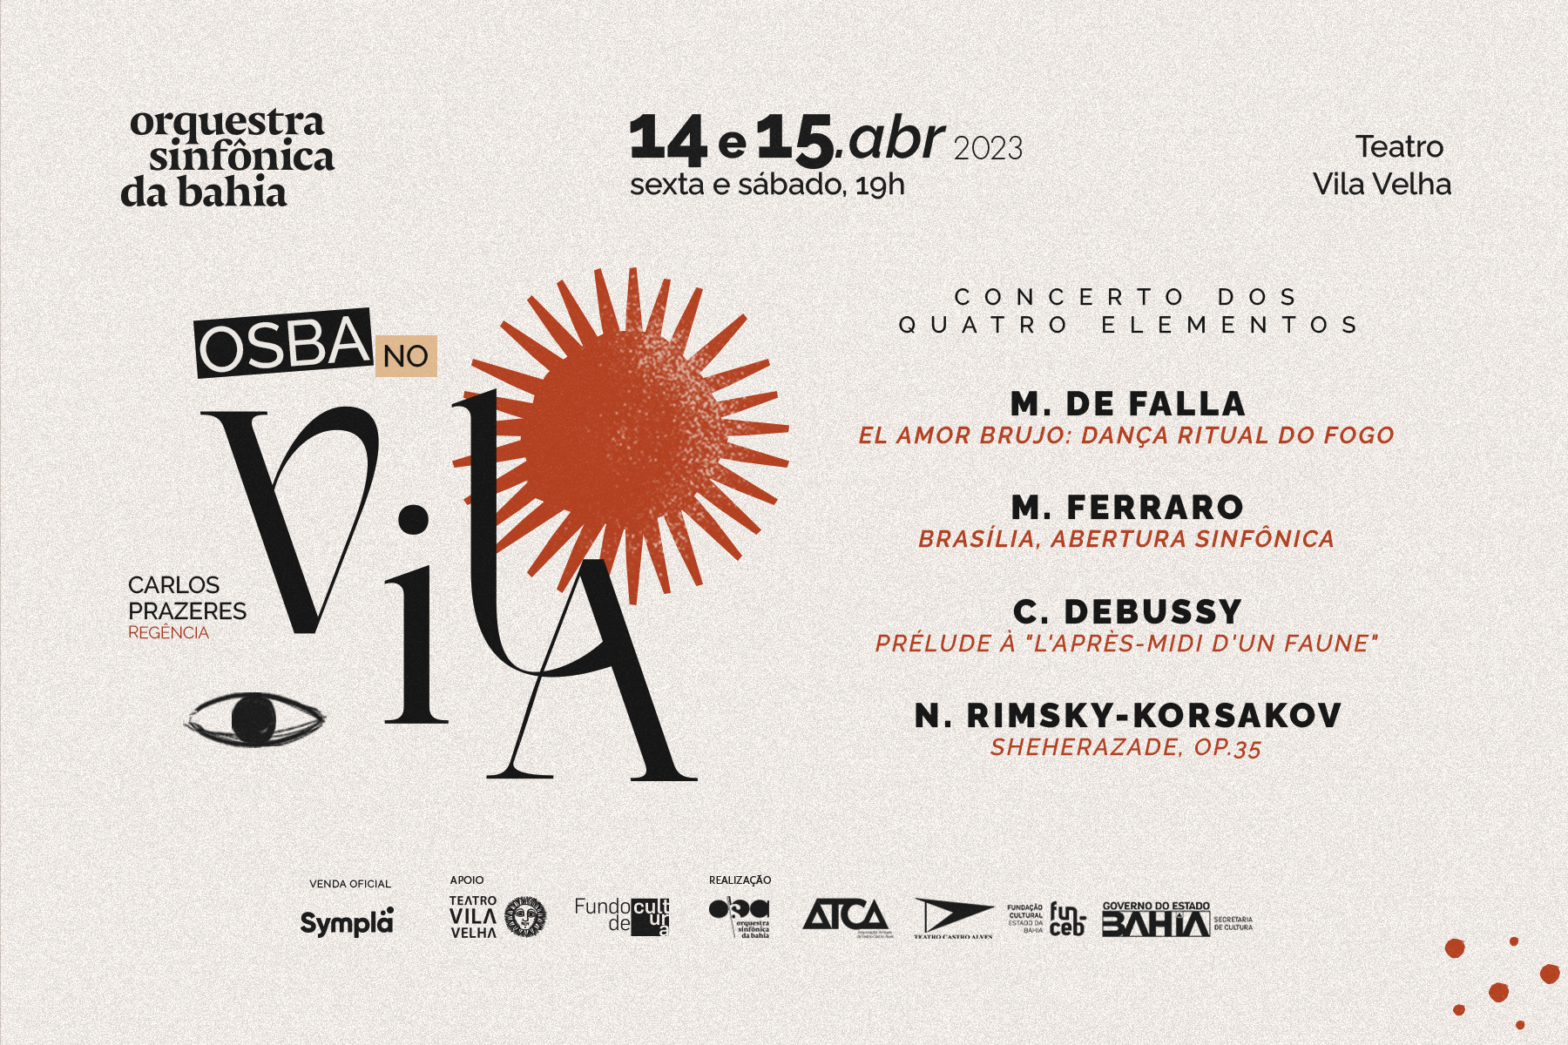 orquestra
sinfônica
da bahia
14 e 15.abr 2023
sexta e sábado, 19h
Teatro
Vila Velha
OSBA NO
VilA
CARLOS
PRAZERES
REGÊNCIA
CONCERTO DOS
QUATRO ELEMENTOS
M. DE FALLA
EL AMOR BRUJO: DANÇA RITUAL DO FOGO
M. FERRARO
BRASÍLIA, ABERTURA SINFÔNICA
C. DEBUSSY
PRÉLUDE À "L'APRÈS-MIDI D'UN FAUNE"
N. RIMSKY-KORSAKOV
SHEHERAZADE, OP.35
VENDA OFICIAL
Sympla
APOIO
TEATRO
VILA
VELHA
Fundo
de
cultura
REALIZAÇÃO
orquestra
sinfônica
da bahia
ATCA
TEATRO CASTRO ALVES
FUNDAÇÃO
CULTURAL
ESTADO DA
BAHIA
fun-
ceb
GOVERNO DO ESTADO
BAHIA
SECRETARIA
DE CULTURA